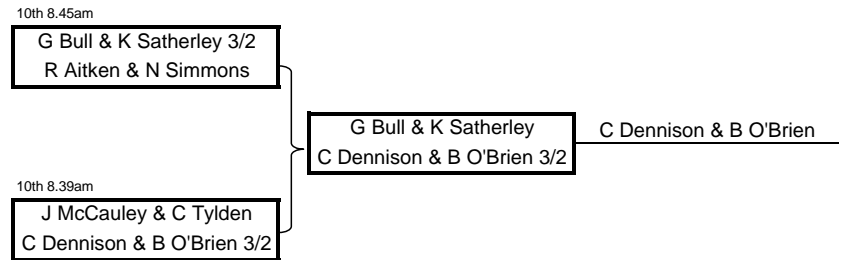 10th 8.45am
G Bull & K Satherley 3/2
R Aitken & N Simmons
G Bull & K Satherley
C Dennison & B O'Brien 3/2
C Dennison & B O'Brien
10th 8.39am
J McCauley & C Tylden
C Dennison & B O'Brien 3/2